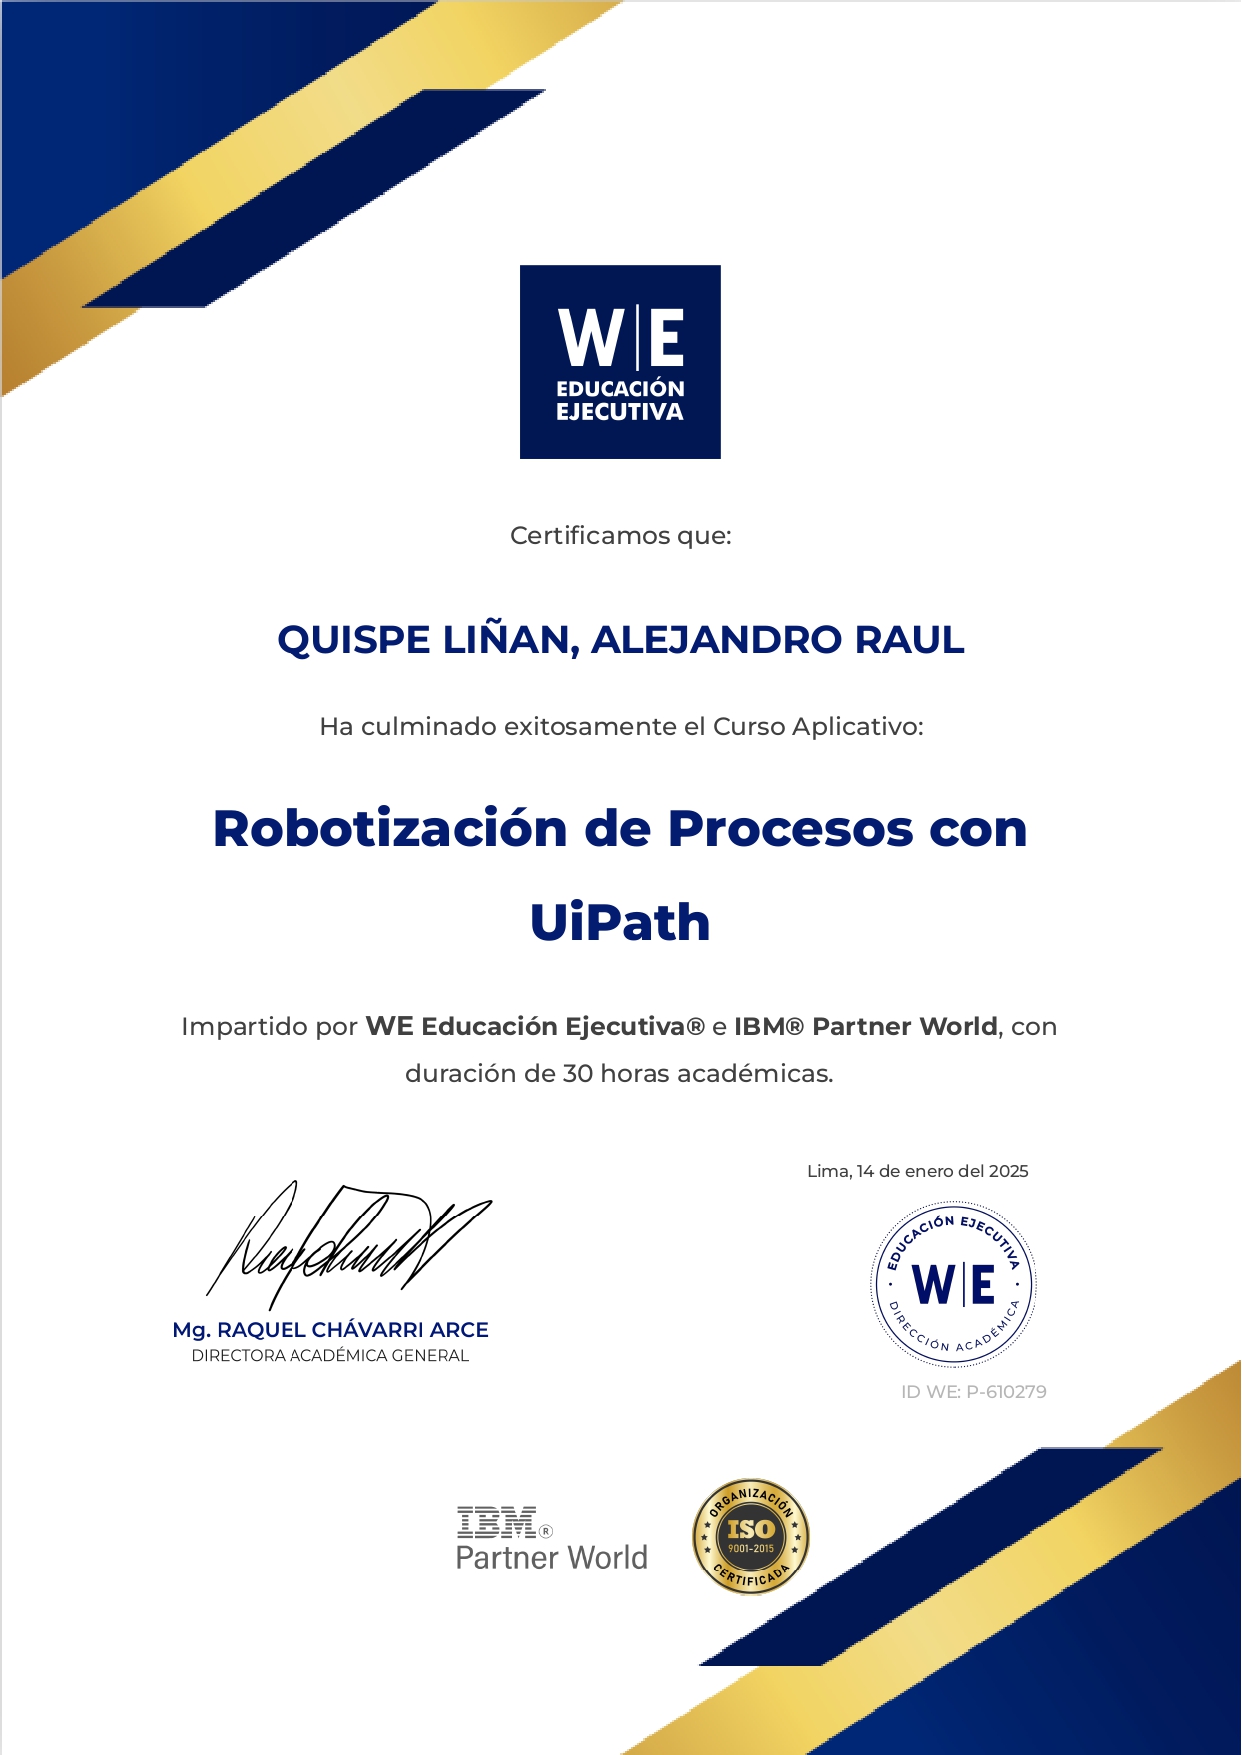 W|E
EDUCACIÓN
EJECUTIVA
Certificamos que:
QUISPE LIÑAN, ALEJANDRO RAUL
Ha culminado exitosamente el Curso Aplicativo:
Robotización de Procesos con
UiPath
Impartido por WE Educación Ejecutiva® e IBM® Partner World, con
duración de 30 horas académicas.
Lima, 14 de enero del 2025
EDUCACIÓN EJECUTIVA
W|E
DIRECCIÓN ACADÉMICA
Mg. RAQUEL CHÁVARRI ARCE
DIRECTORA ACADÉMICA GENERAL
ID WE: P-610279
IBM®
Partner World
ORGANIZACIÓN
ISO
9001-2015
CERTIFICADA